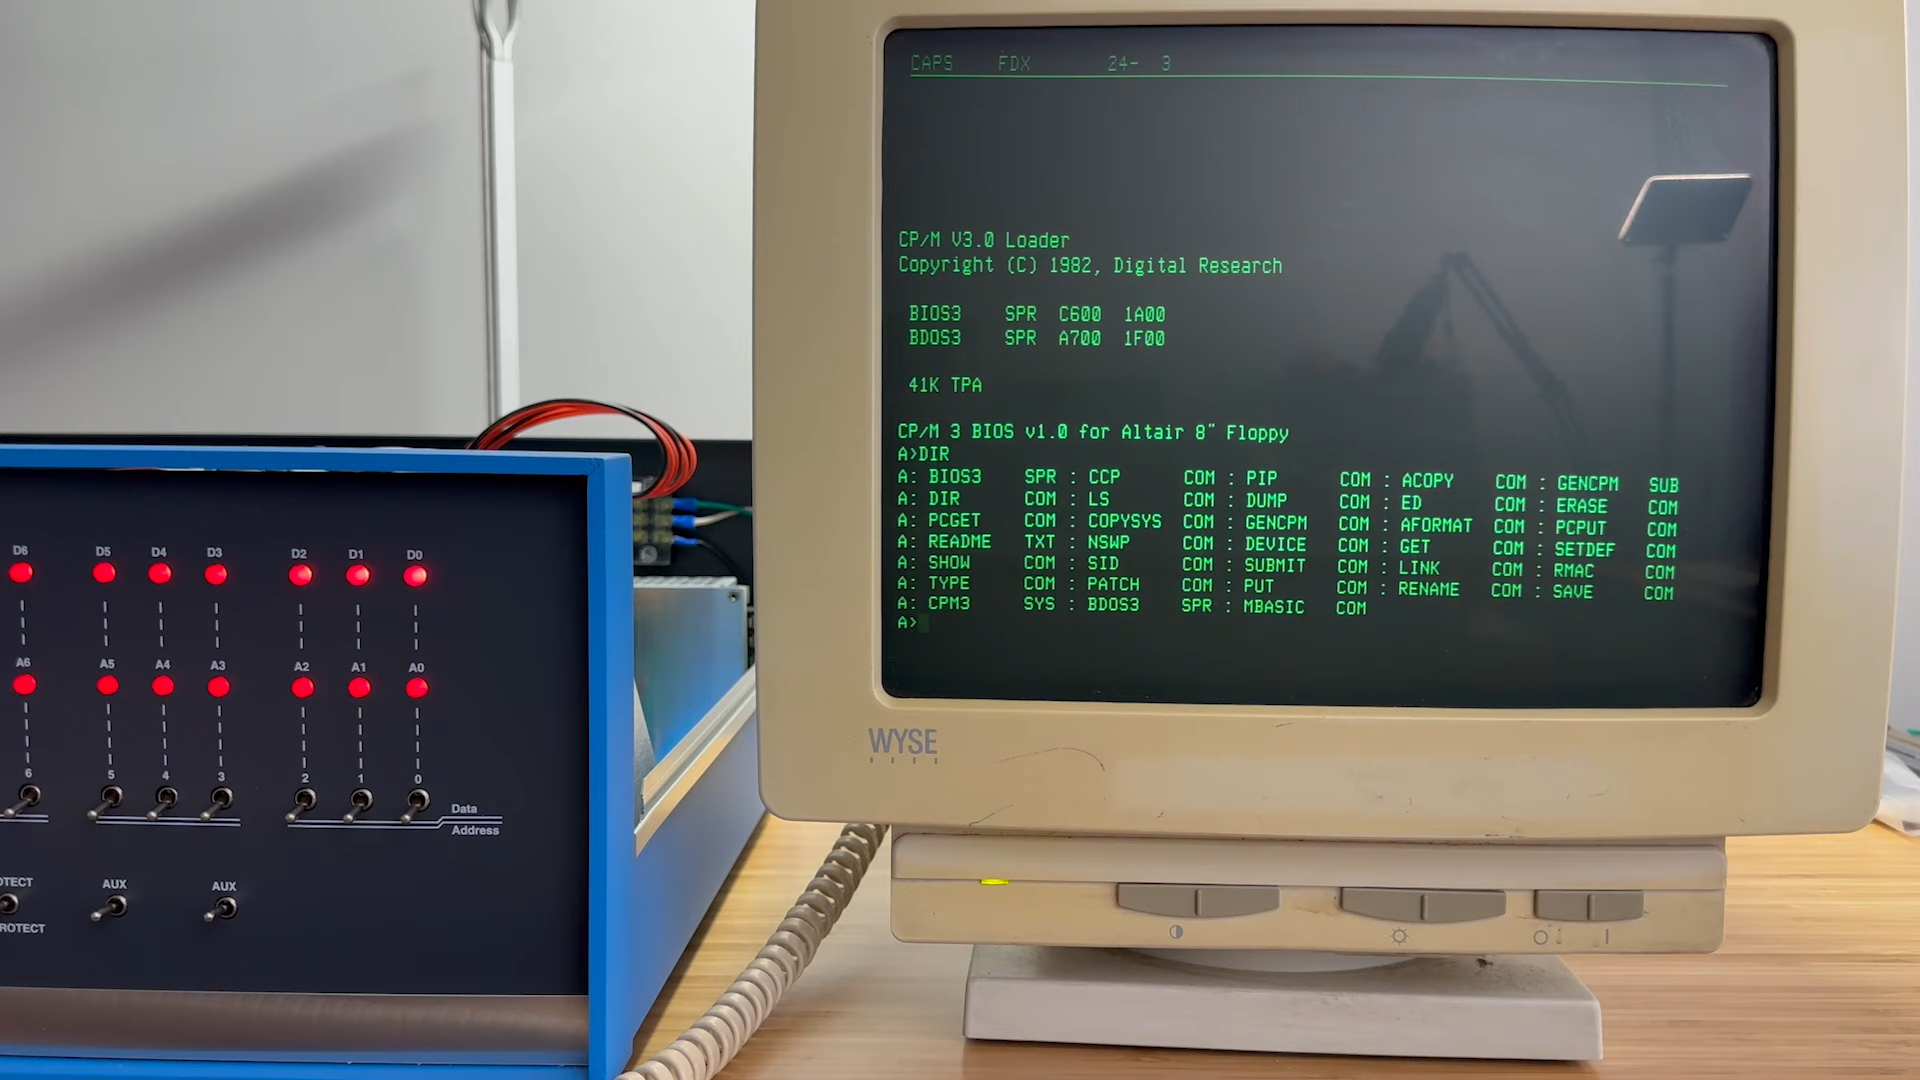 CAPS FDX 24- 3
CP/M V3.0 Loader
Copyright (C) 1982, Digital Research
BIOS3 SPR C600 1A00
BDOS3 SPR A700 1F00
41K TPA
CP/M 3 BIOS v1.0 for Altair 8" Floppy
A>DIR
A: BIOS3 SPR : CCP COM : PIP COM : ACOPY COM : GENCPM SUB
A: DIR COM : LS COM : DUMP COM : ED COM : ERASE COM
A: PCGET COM : COPYSYS COM : GENCPM COM : AFORMAT COM : PCPUT COM
A: README TXT : NSWP COM : DEVICE COM : GET COM : SETDEF COM
A: SHOW COM : SID COM : SUBMIT COM : LINK COM : RMAC COM
A: TYPE COM : PATCH COM : PUT COM : RENAME COM : SAVE COM
A: CPM3 SYS : BDOS3 SPR : MBASIC COM
A>
WYSE
D6 D5 D4 D3 D2 D1 D0
A6 A5 A4 A3 A2 A1 A0
6 5 4 3 2 1 0
Data
Address
OTECT AUX AUX
ROTECT